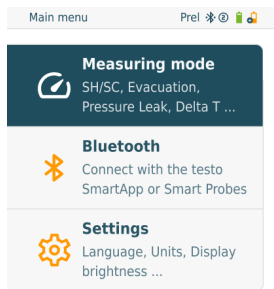 Main menu Prel ②
Measuring mode
SH/SC, Evacuation,
Pressure Leak, Delta T ...
Bluetooth
Connect with the testo
SmartApp or Smart Probes
Settings
Language, Units, Display
brightness ...